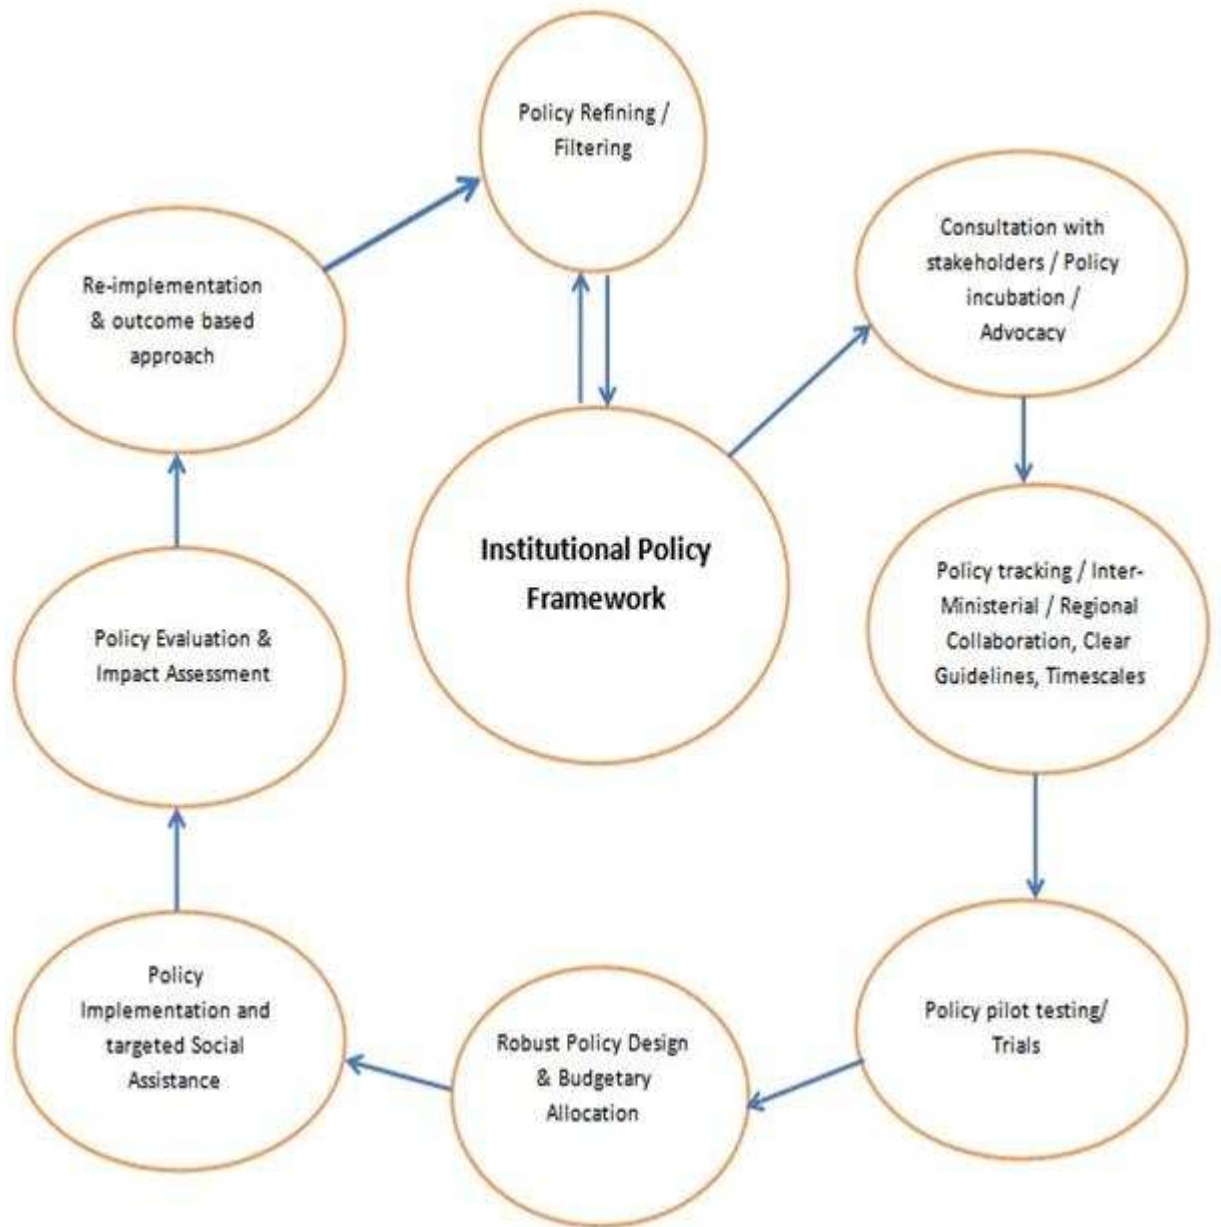 Policy Refining /
Filtering
Consultation with
stakeholders / Policy
incubation /
Advocacy
Re-implementation
& outcome based
approach
Institutional Policy
Framework
Policy tracking / Inter-
Ministerial / Regional
Collaboration, Clear
Guidelines, Timescales
Policy Evaluation &
Impact Assessment
Policy
Implementation and
targeted Social
Assistance
Robust Policy Design
& Budgetary
Allocation
Policy pilot testing/
Trials